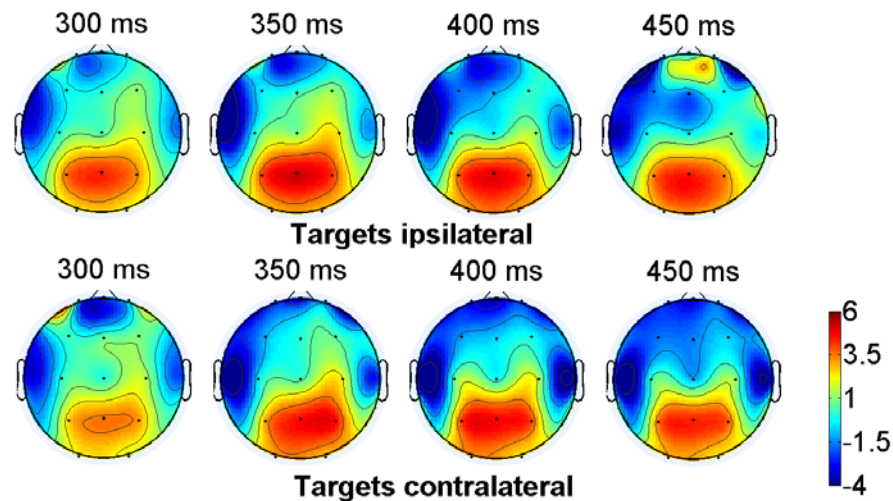 300 ms 350 ms 400 ms 450 ms
Targets ipsilateral
300 ms 350 ms 400 ms 450 ms
6
3.5
1
-1.5
-4
Targets contralateral